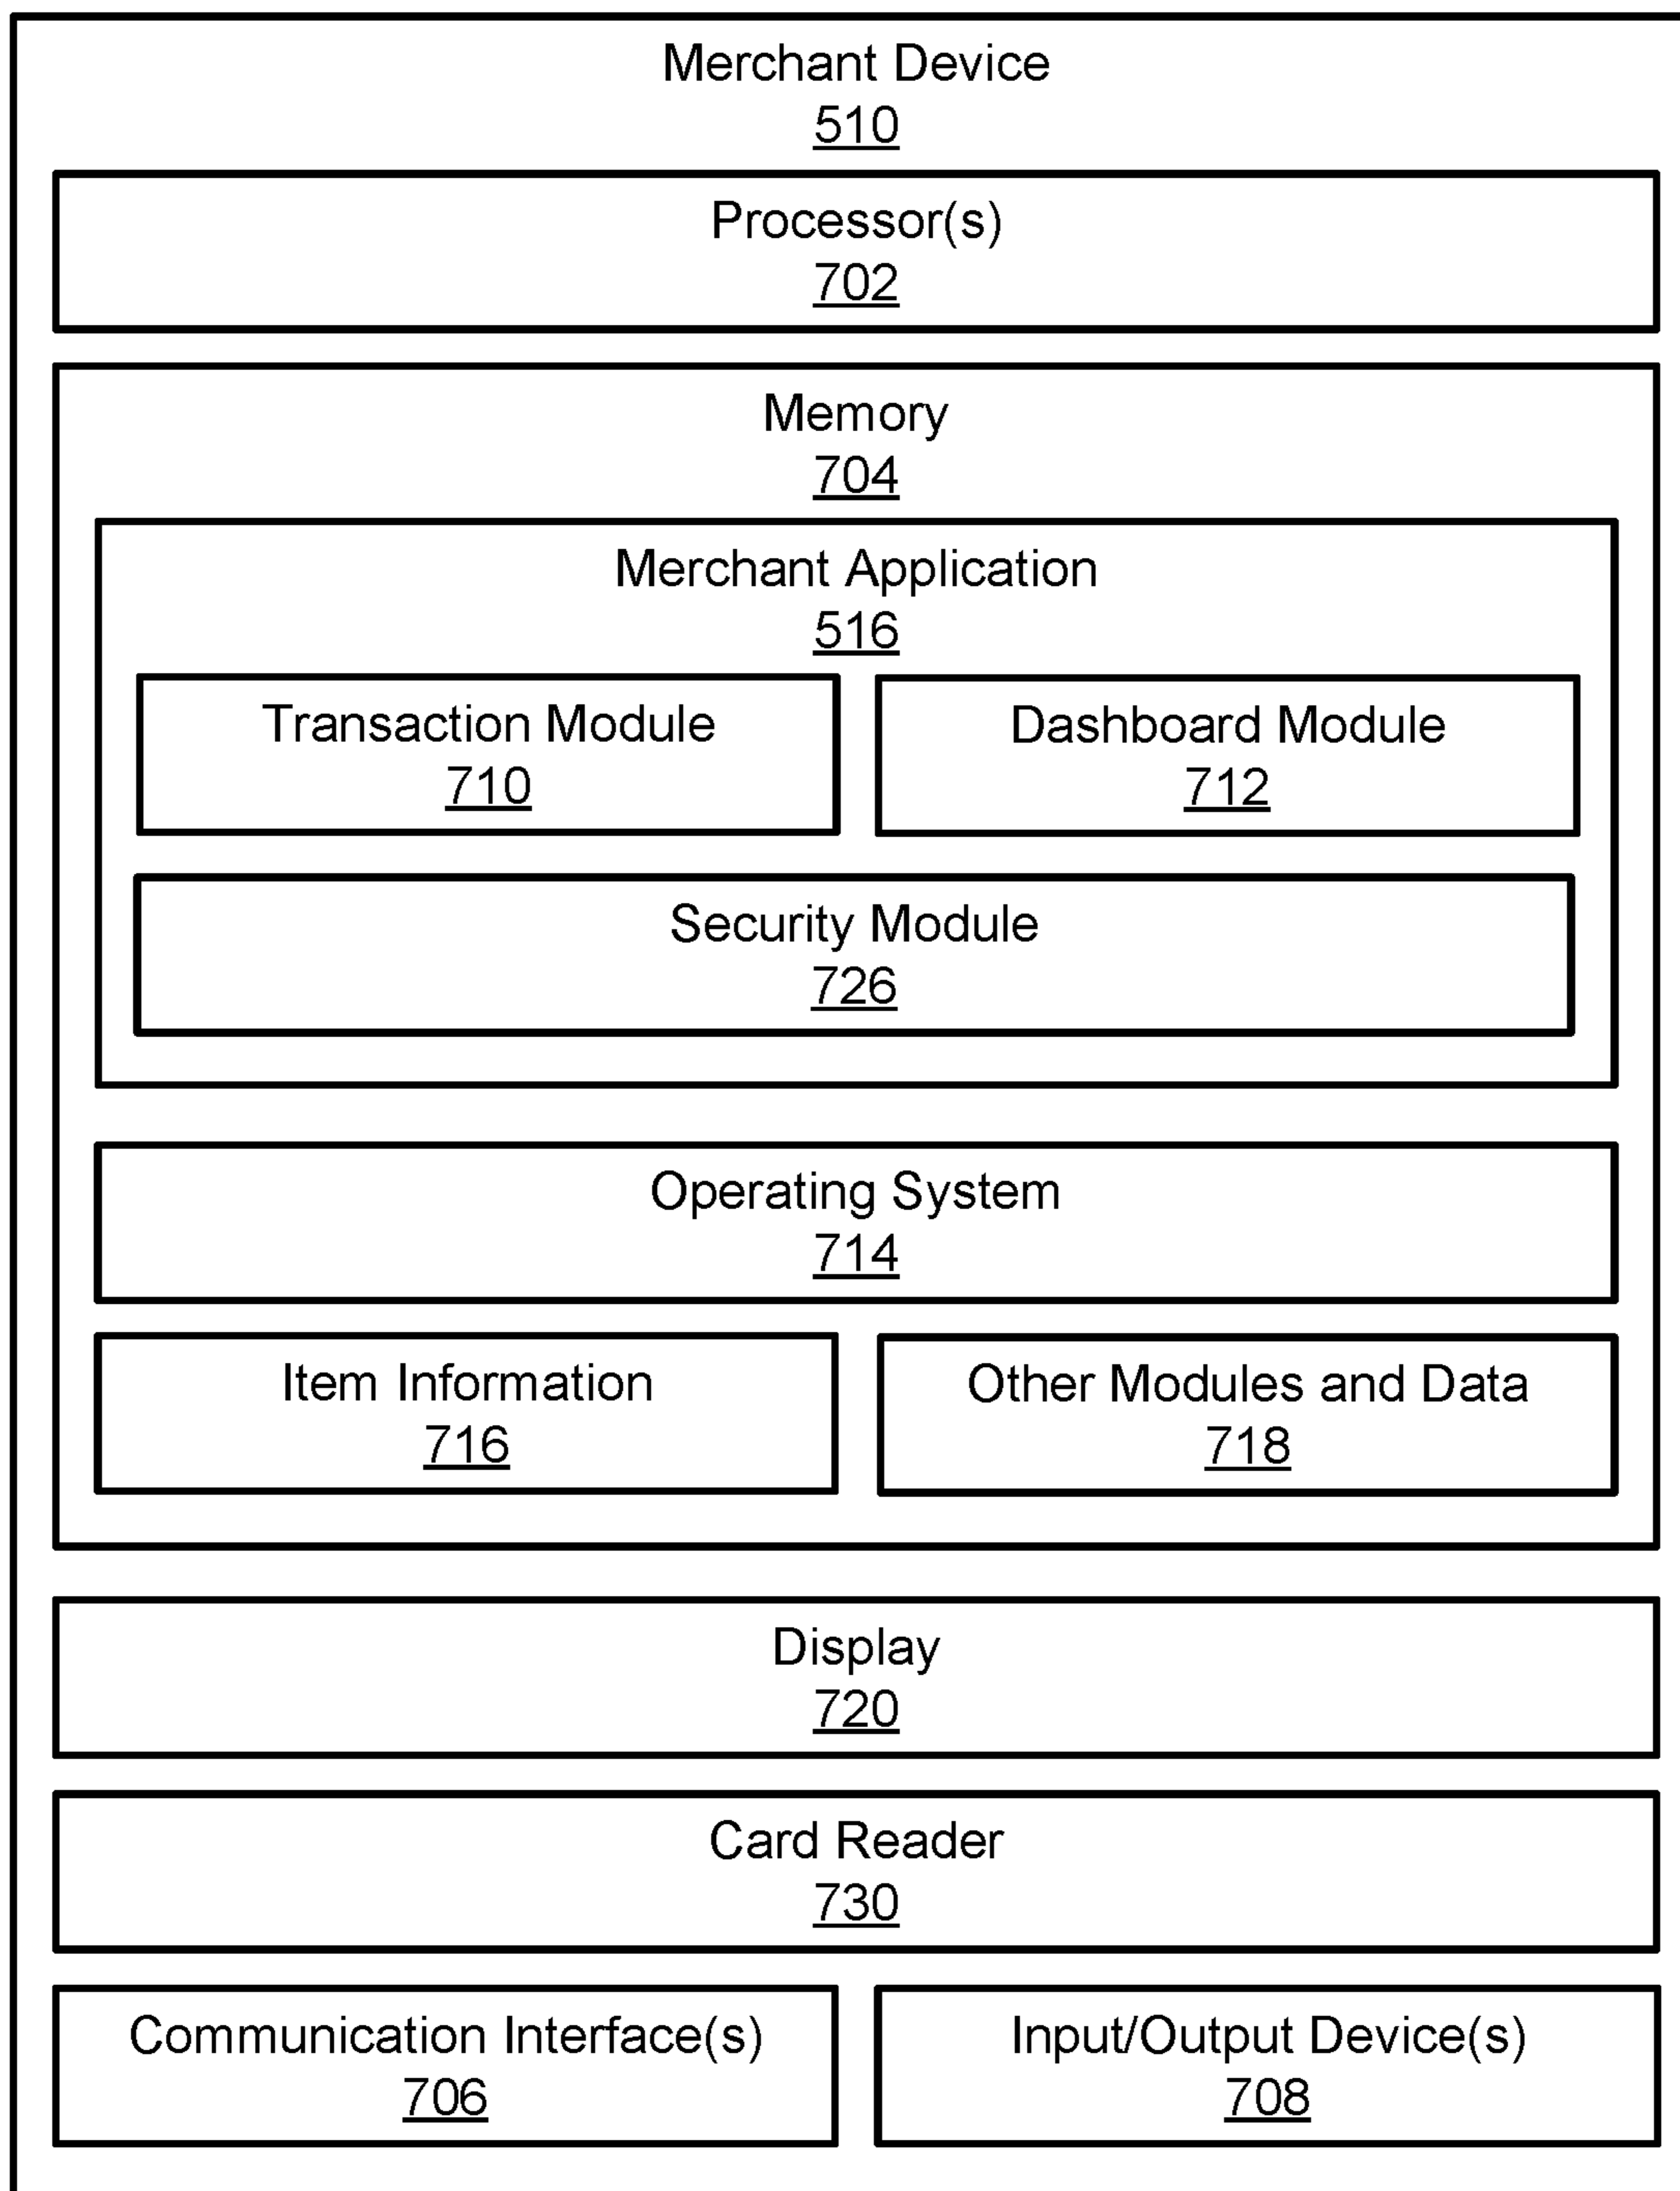 Merchant Device
510
Processor(s)
702
Memory
704
Merchant Application
516
Transaction Module
710
Dashboard Module
712
Security Module
726
Operating System
714
Item Information
716
Other Modules and Data
718
Display
720
Card Reader
730
Communication Interface(s)
706
Input/Output Device(s)
708